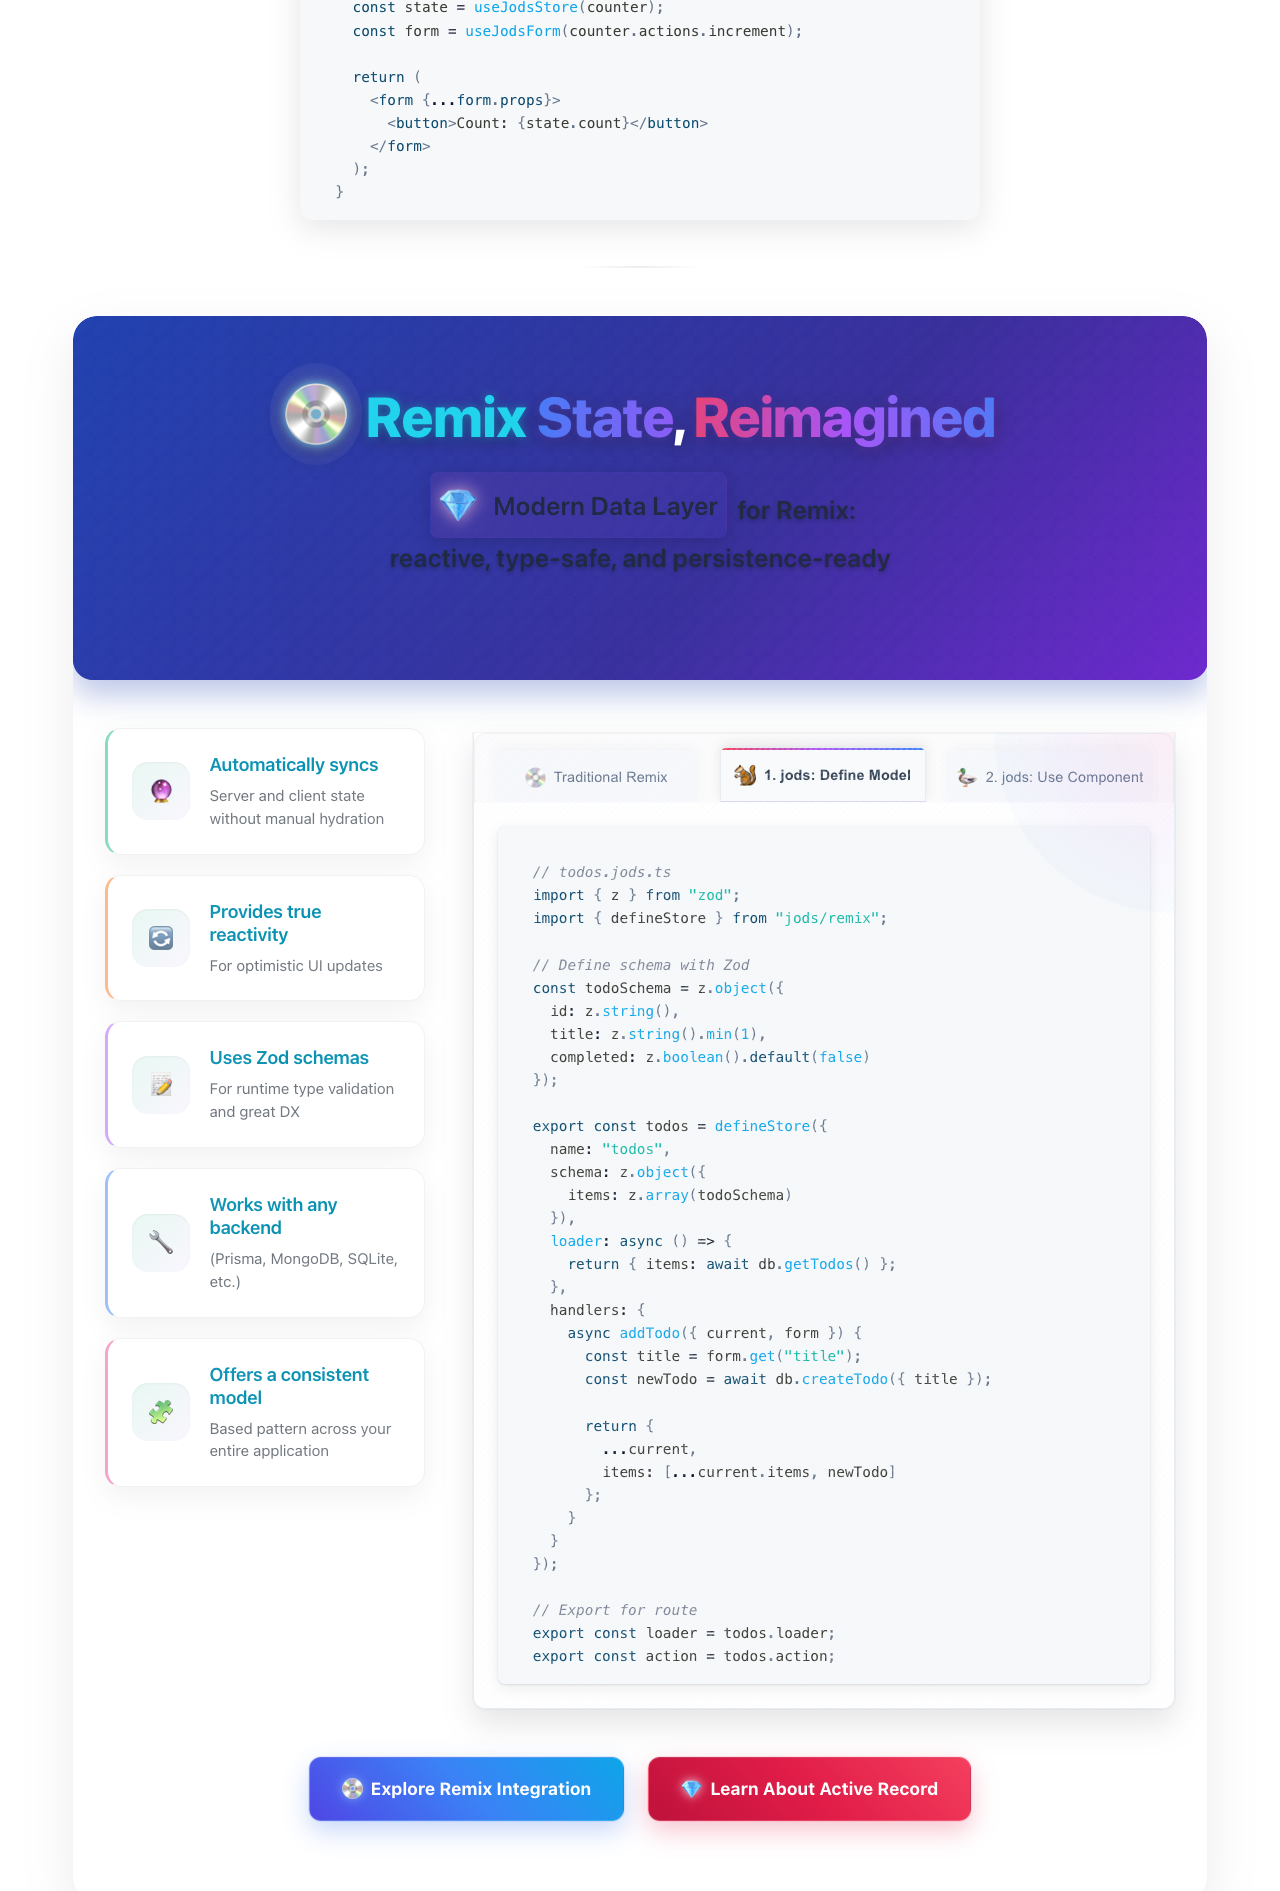 const state = useJodsStore(counter);
const form = useJodsForm(counter.actions.increment);
return (
<form {...form.props}>
<button>Count: {state.count}</button>
</form>
);
}
Remix State, Reimagined
Modern Data Layer for Remix:
reactive, type-safe, and persistence-ready
Automatically syncs
Server and client state
without manual hydration
Provides true
reactivity
For optimistic UI updates
Uses Zod schemas
For runtime type validation
and great DX
Works with any
backend
(Prisma, MongoDB, SQLite,
etc.)
Offers a consistent
model
Based pattern across your
entire application
Traditional Remix
1. jods: Define Model
2. jods: Use Component
// todos.jods.ts
import { z } from "zod";
import { defineStore } from "jods/remix";
// Define schema with Zod
const todoSchema = z.object({
id: z.string(),
title: z.string().min(1),
completed: z.boolean().default(false)
});
export const todos = defineStore({
name: "todos",
schema: z.object({
items: z.array(todoSchema)
}),
loader: async () => {
return { items: await db.getTodos() };
},
handlers: {
async addTodo({ current, form }) {
const title = form.get("title");
const newTodo = await db.createTodo({ title });
return {
...current,
items: [...current.items, newTodo]
};
}
}
});
// Export for route
export const loader = todos.loader;
export const action = todos.action;
Explore Remix Integration
Learn About Active Record